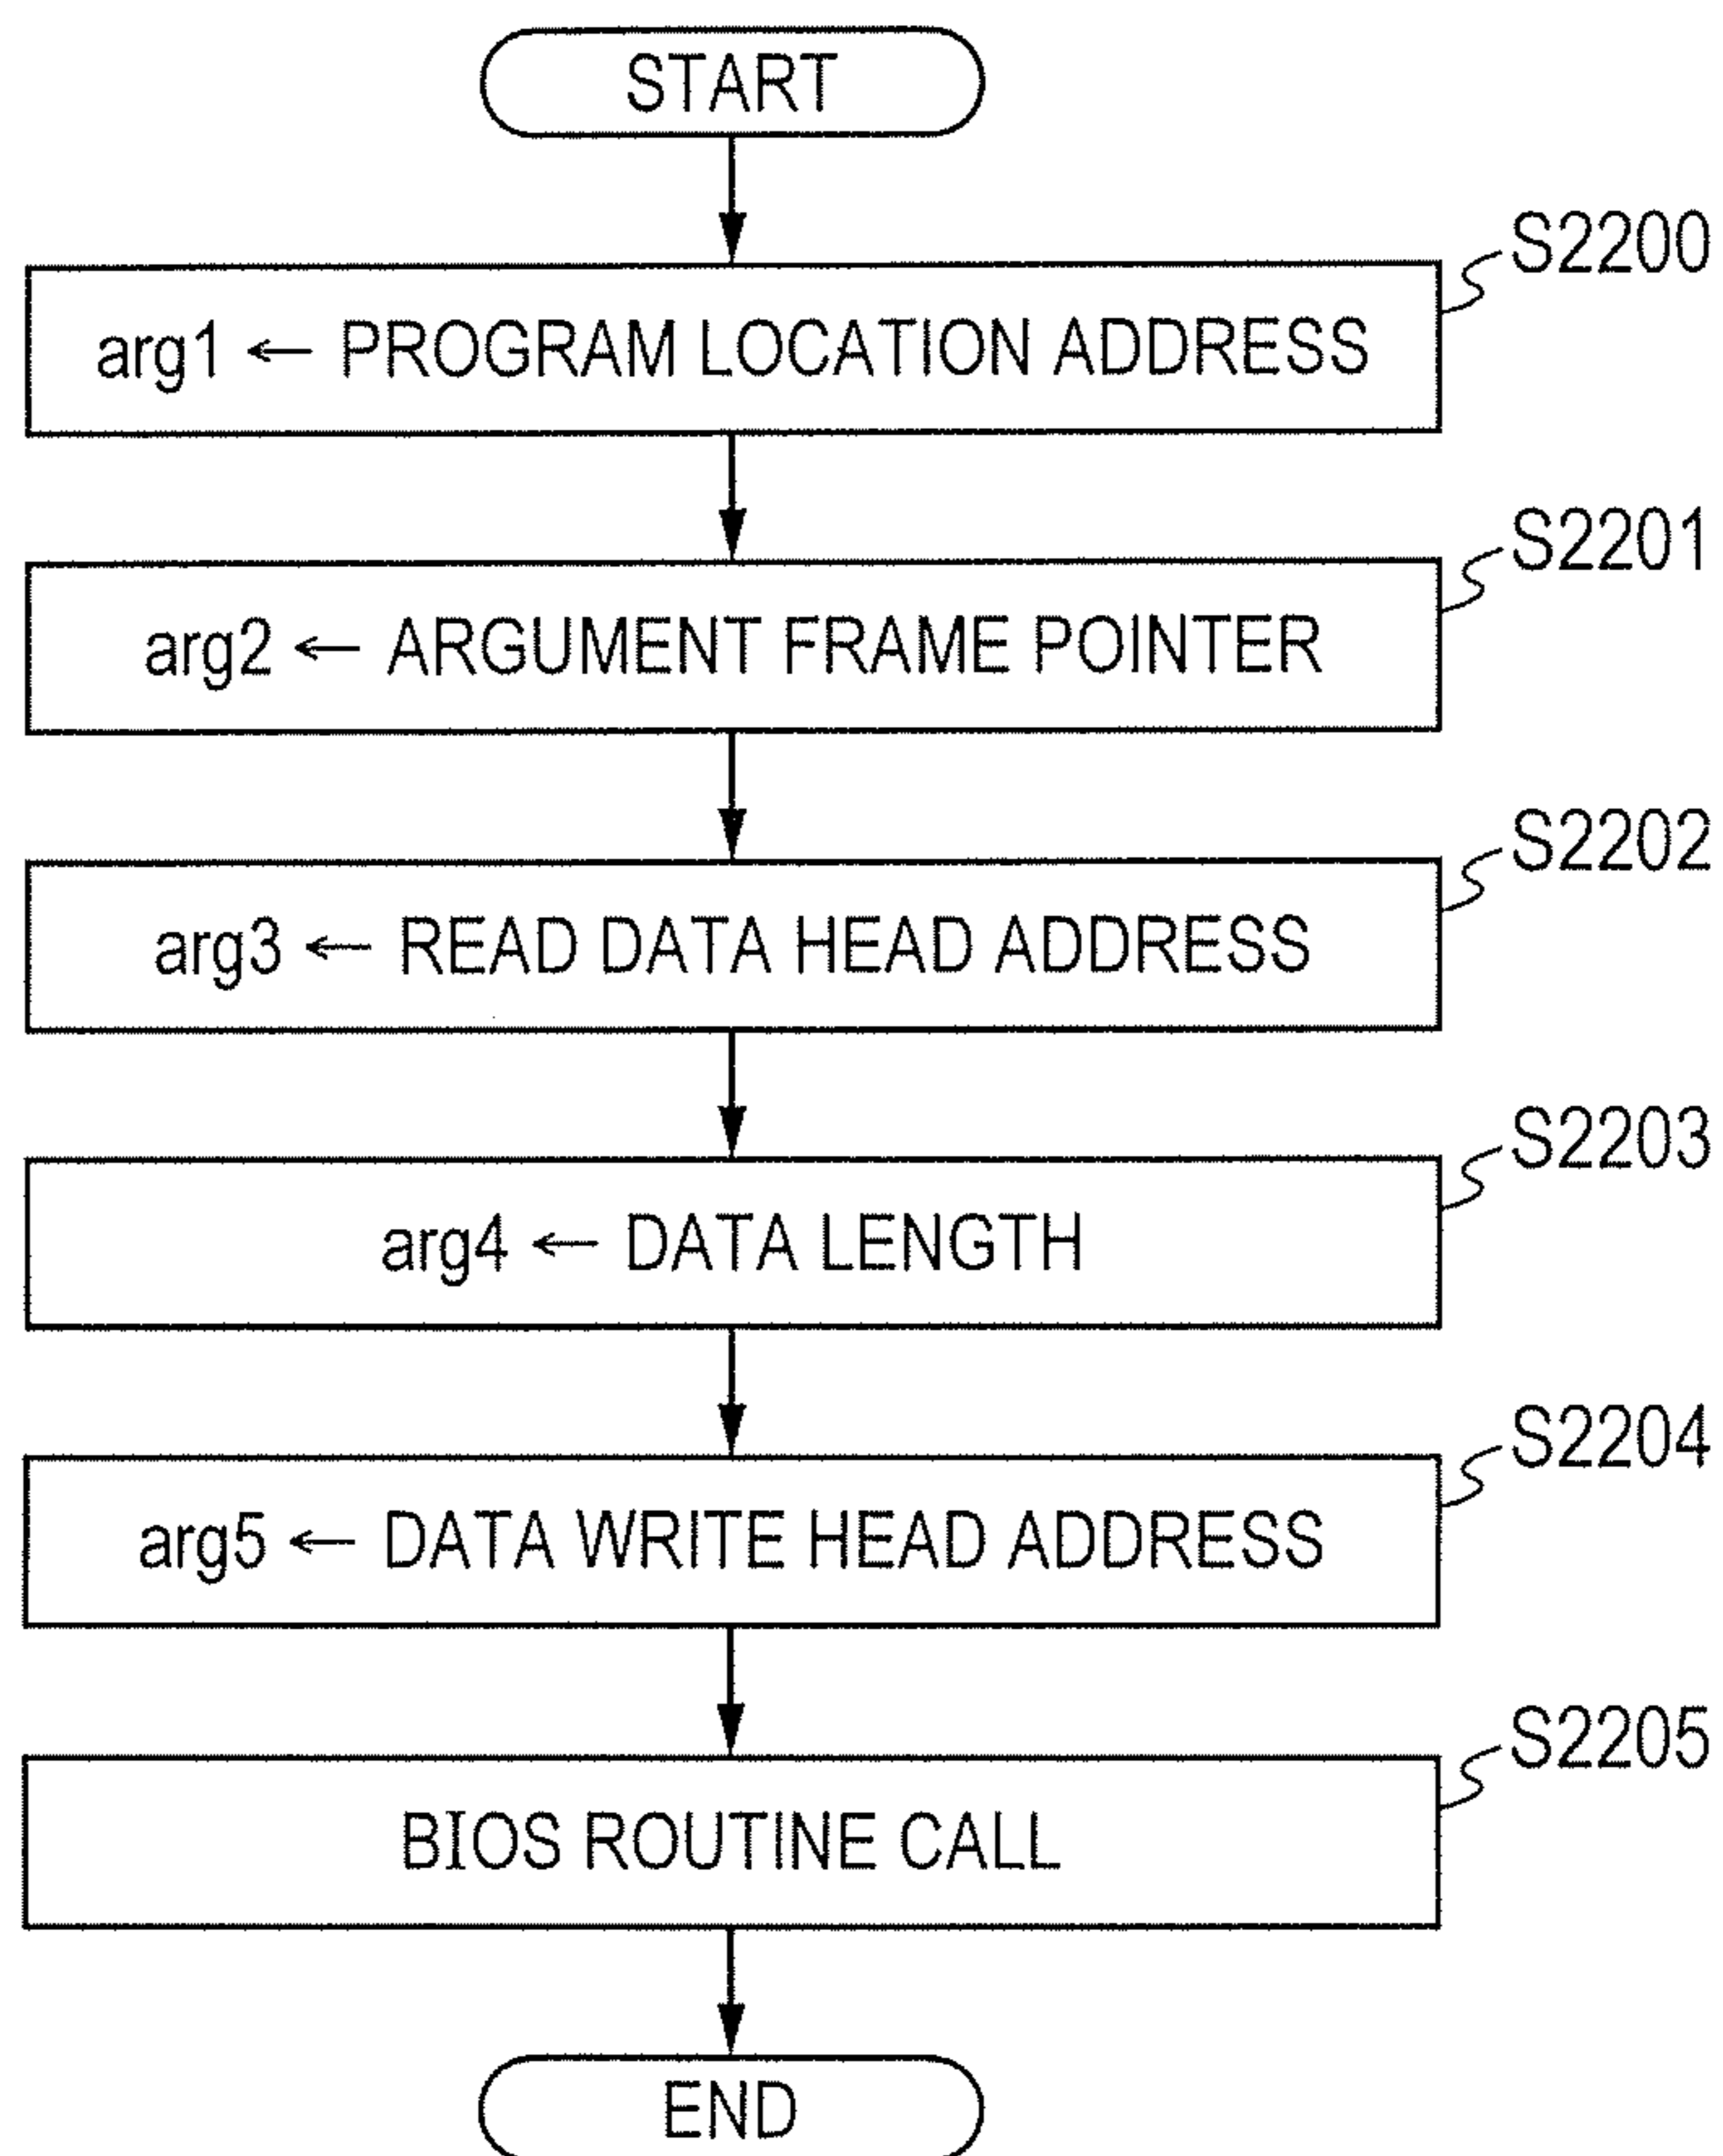 START
S2200
arg1 ← PROGRAM LOCATION ADDRESS
S2201
arg2 ← ARGUMENT FRAME POINTER
S2202
arg3 ← READ DATA HEAD ADDRESS
S2203
arg4 ← DATA LENGTH
S2204
arg5 ← DATA WRITE HEAD ADDRESS
S2205
BIOS ROUTINE CALL
END